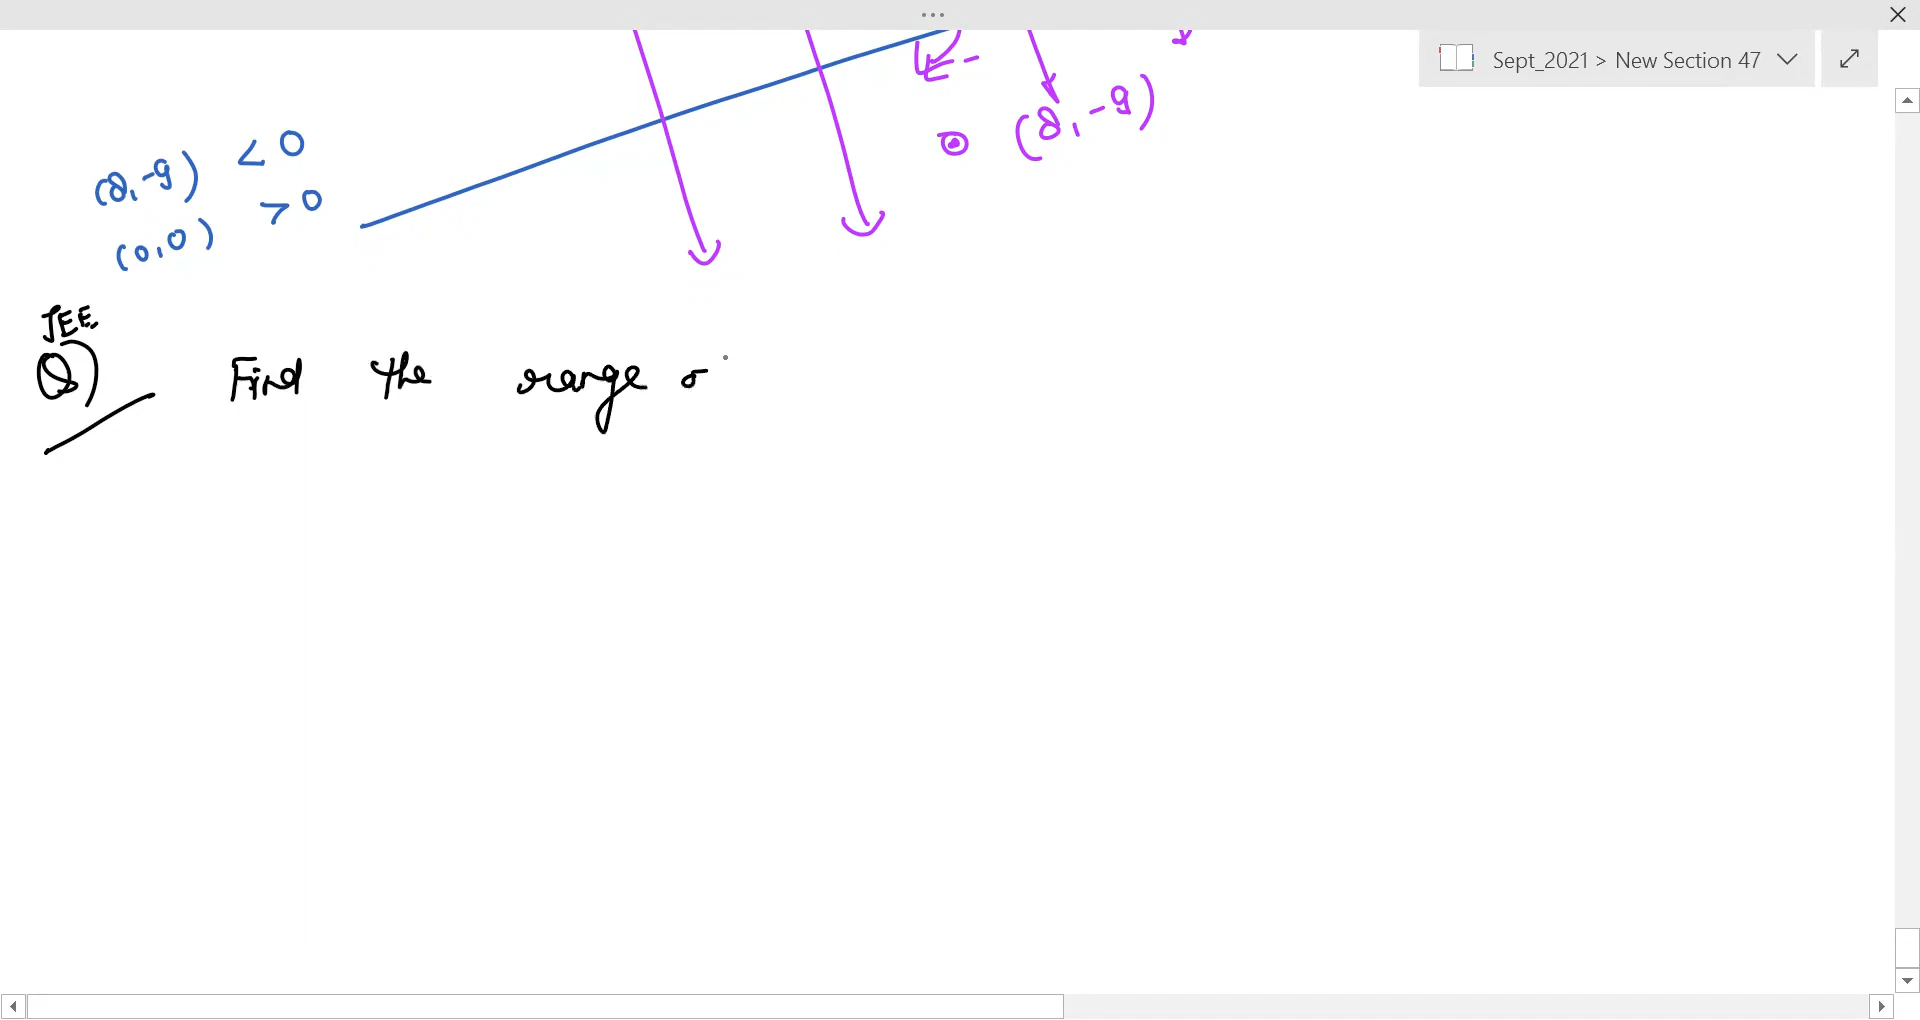 Sept_2021 > New Section 47
(8, -9)
(8, -9) < 0
(0, 0) > 0
JEE
Q) Find the range o